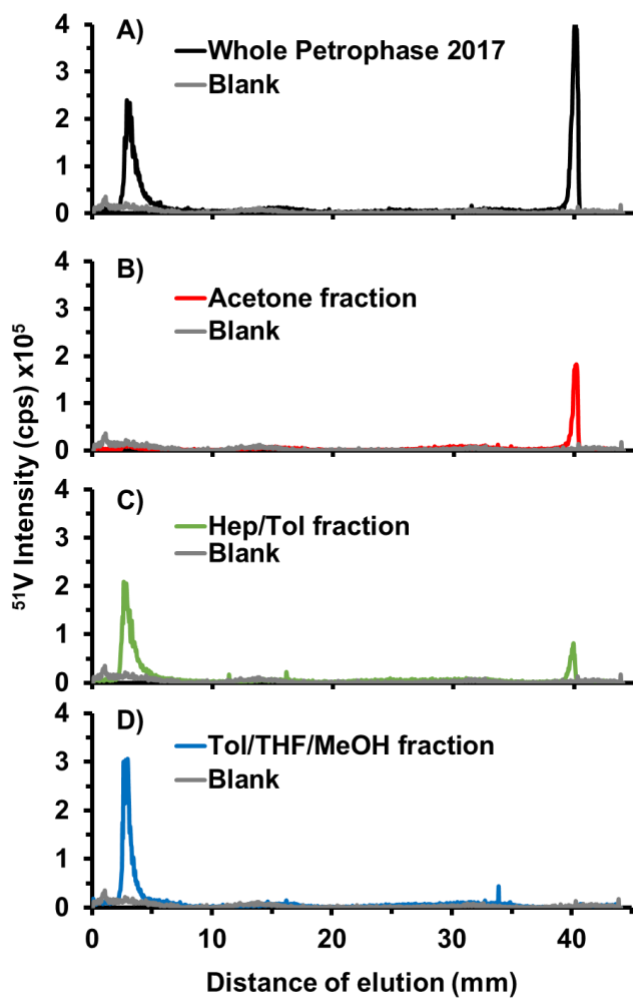 A)
Whole Petrophase 2017
Blank
4
3
2
1
0
B)
Acetone fraction
Blank
4
3
2
1
0
C)
Hep/Tol fraction
Blank
4
3
2
1
0
D)
Tol/THF/MeOH fraction
Blank
4
3
2
1
0
0 10 20 30 40
Distance of elution (mm)
⁵¹V Intensity (cps) x10⁵